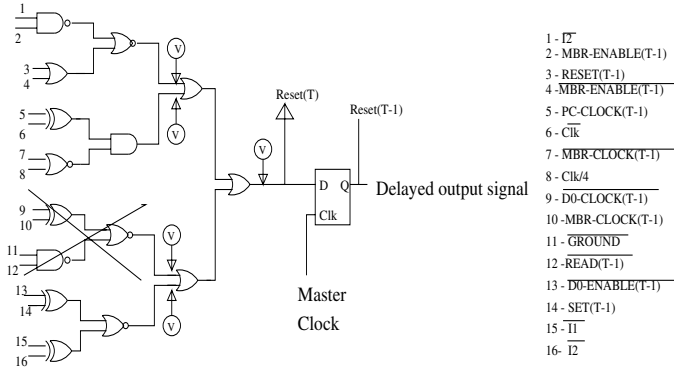 1
2
3
4
5
6
7
8
9
10
11
12
13
14
15
16
V
V
V
V
V
Reset(T)
Reset(T-1)
D Q
Clk
Delayed output signal
Master
Clock
1 - I2
2 - MBR-ENABLE(T-1)
3 - RESET(T-1)
4 -MBR-ENABLE(T-1)
5 - PC-CLOCK(T-1)
6 - Clk
7 - MBR-CLOCK(T-1)
8 - Clk/4
9 - D0-CLOCK(T-1)
10 -MBR-CLOCK(T-1)
11 - GROUND
12 -READ(T-1)
13 - D0-ENABLE(T-1)
14 - SET(T-1)
15 - I1
16- I2